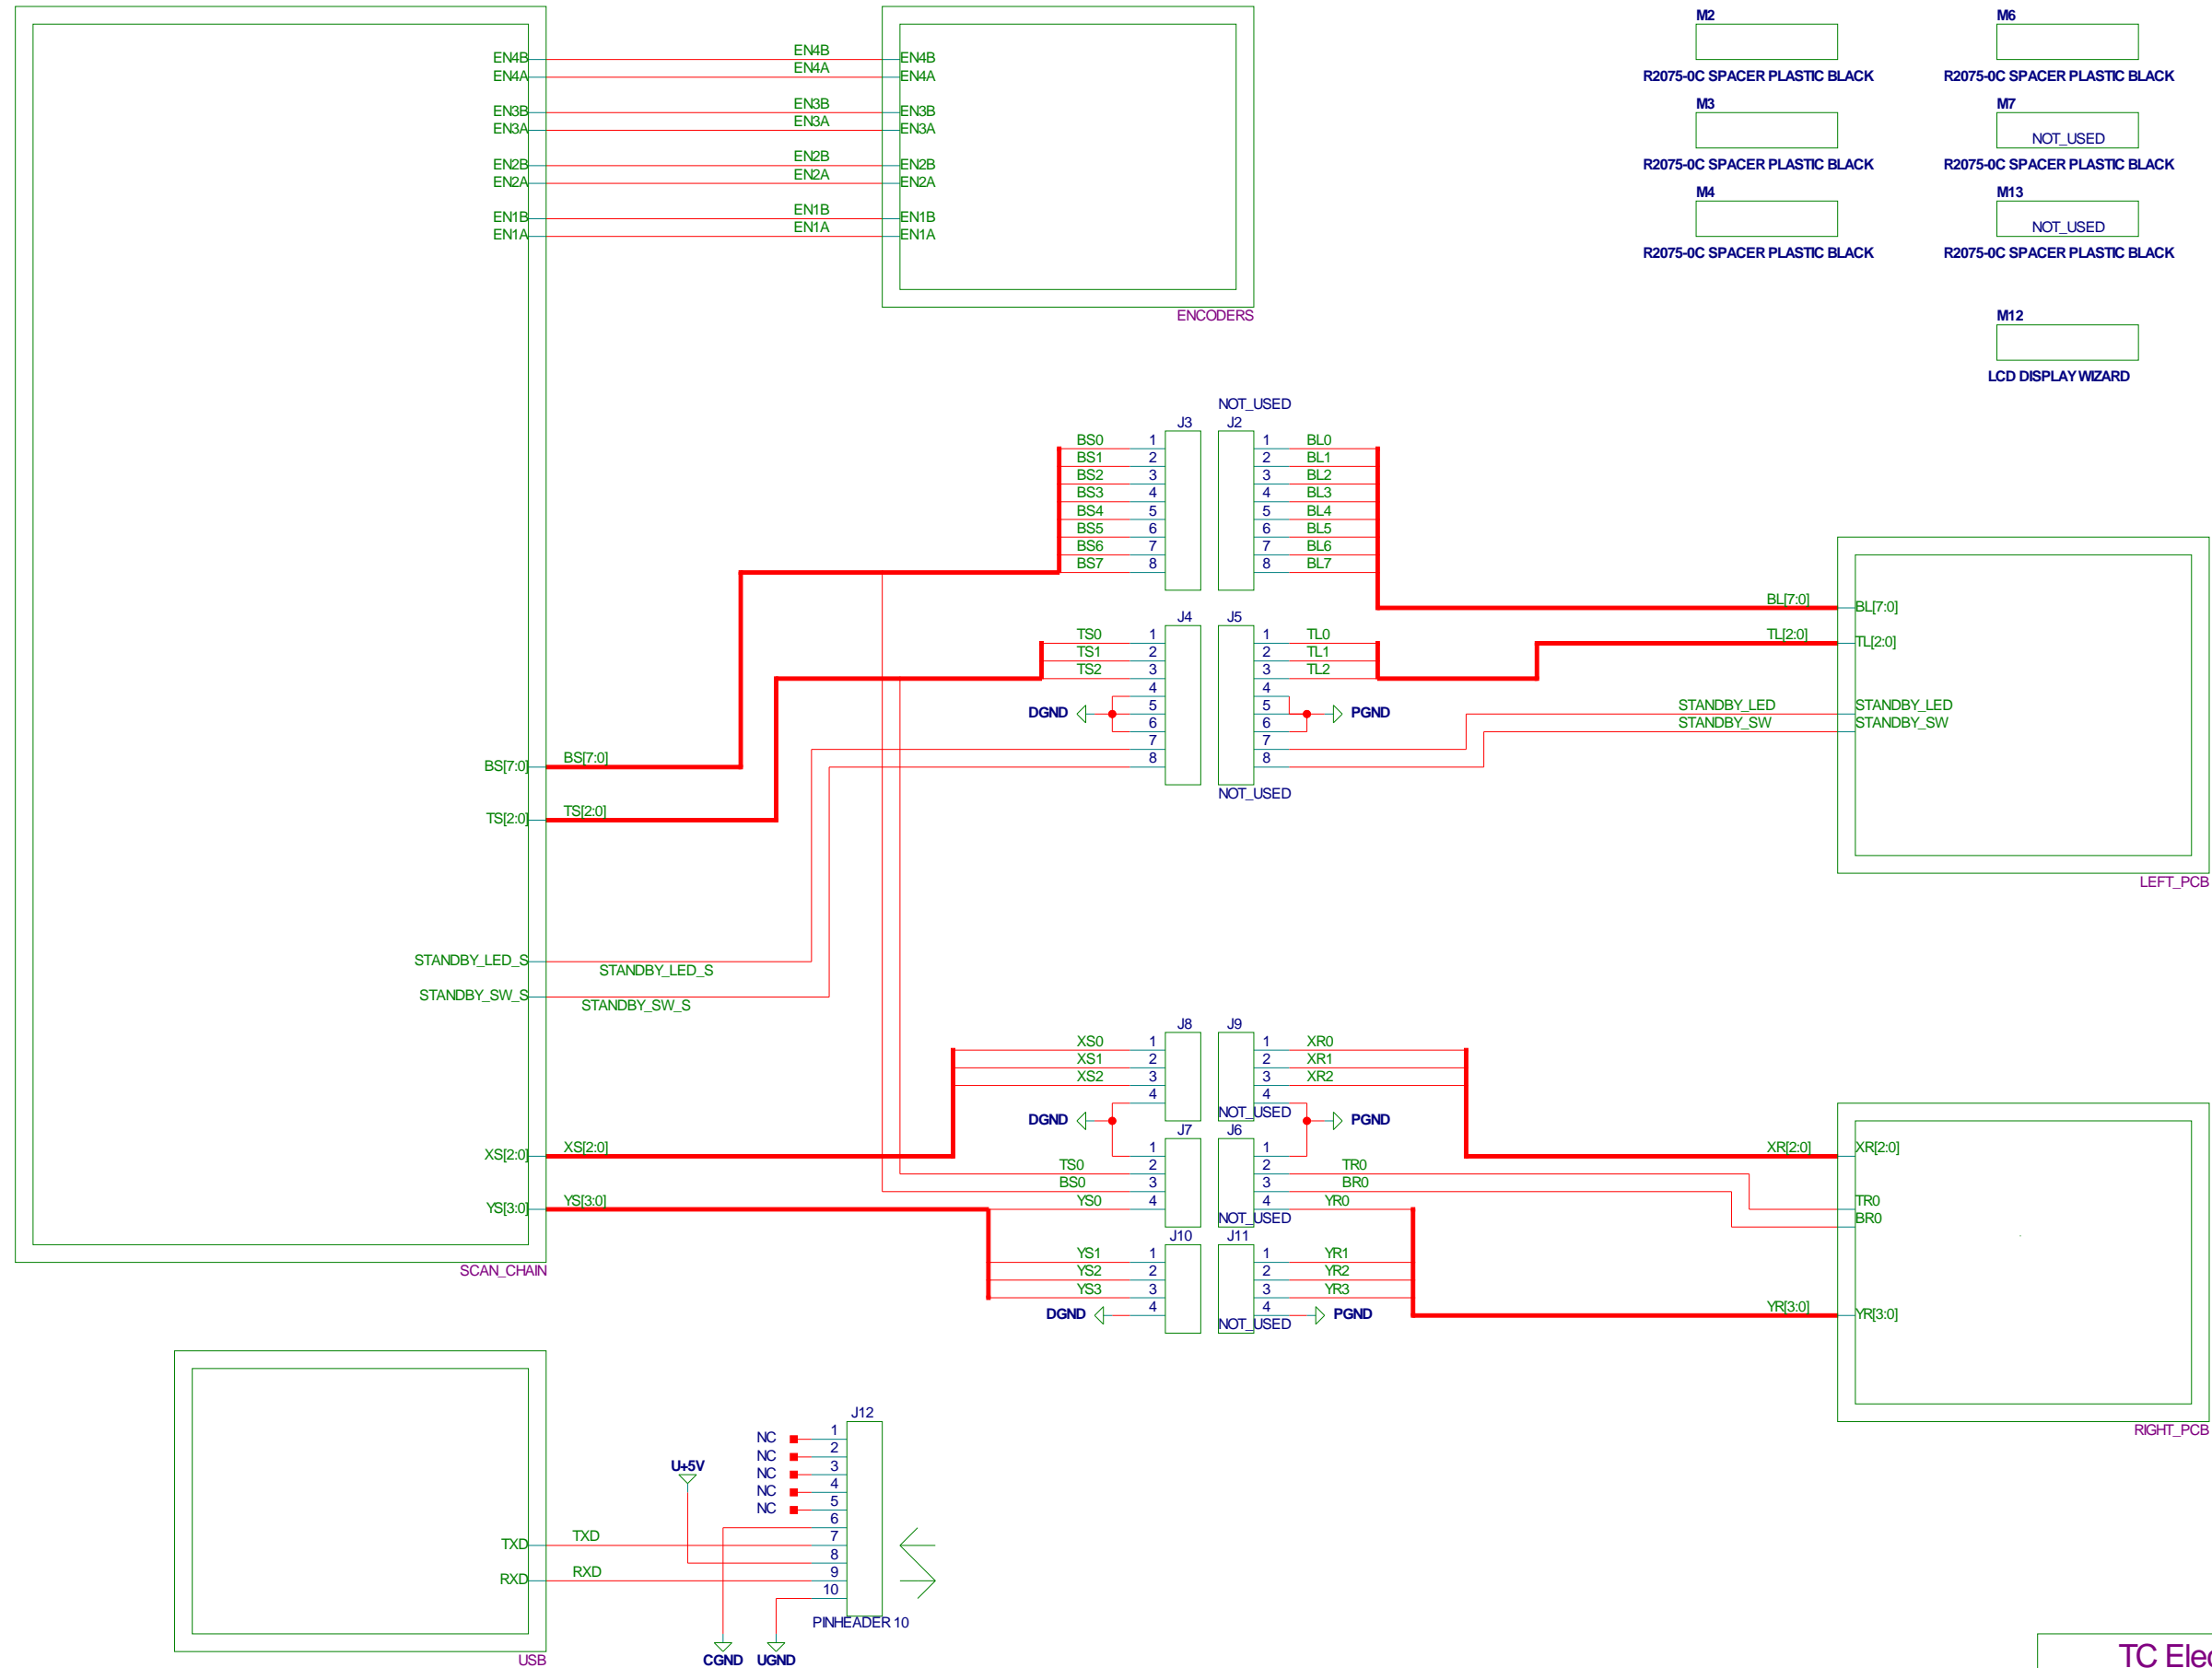 EN4B EN4B EN4B
EN4A EN4A EN4A
EN3B EN3B EN3B
EN3A EN3A EN3A
EN2B EN2B EN2B
EN2A EN2A EN2A
EN1B EN1B EN1B
EN1A EN1A EN1A
ENCODERS
M2 M6
R2075-0C SPACER PLASTIC BLACK R2075-0C SPACER PLASTIC BLACK
M3 M7
NOT_USED
R2075-0C SPACER PLASTIC BLACK R2075-0C SPACER PLASTIC BLACK
M4 M13
NOT_USED
R2075-0C SPACER PLASTIC BLACK R2075-0C SPACER PLASTIC BLACK
M12
LCD DISPLAY WIZARD
NOT_USED
J3 J2
BS0 1 1 BL0
BS1 2 2 BL1
BS2 3 3 BL2
BS3 4 4 BL3
BS4 5 5 BL4
BS5 6 6 BL5
BS6 7 7 BL6
BS7 8 8 BL7
BL[7:0] BL[7:0]
J4 J5
TS0 1 1 TL0 TL[2:0] TL[2:0]
TS1 2 2 TL1
TS2 3 3 TL2
4 4
5 5 STANDBY_LED STANDBY_LED
DGND PGND
6 6 STANDBY_SW STANDBY_SW
7 7
8 8
NOT_USED
BS[7:0] BS[7:0]
TS[2:0] TS[2:0]
LEFT_PCB
STANDBY_LED_S STANDBY_LED_S
STANDBY_SW_S STANDBY_SW_S
J8 J9
XS0 1 1 XR0
XS1 2 2 XR1
XS2 3 3 XR2
4 4
NOT_USED
DGND PGND
J7 J6
XS[2:0] XS[2:0] 1 1 XR[2:0] XR[2:0]
TS0 2 2 TR0
BS0 3 3 BR0
YS[3:0] YS[3:0] YS0 4 4 YR0 TR0
NOT_USED BR0
J10 J11
YS1 1 1 YR1
YS2 2 2 YR2
YS3 3 3 YR3
4 4
DGND PGND YR[3:0] YR[3:0]
NOT_USED
SCAN_CHAIN
RIGHT_PCB
J12
NC 1
NC 2
NC 3
NC 4
NC 5
U+5V
6
TXD TXD 7
8
RXD RXD 9
10
PINHEADER 10
USB
CGND UGND
TC Elec